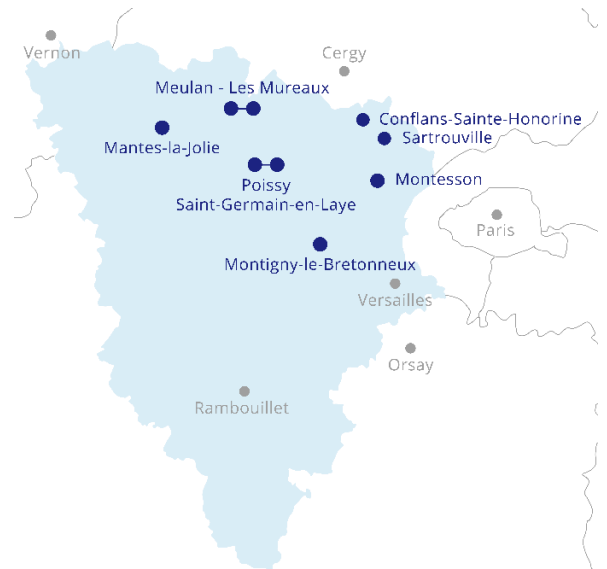 Vernon
Cergy
Meulan - Les Mureaux
Conflans-Sainte-Honorine
Sartrouville
Mantes-la-Jolie
Montesson
Poissy
Saint-Germain-en-Laye
Paris
Montigny-le-Bretonneux
Versailles
Orsay
Rambouillet